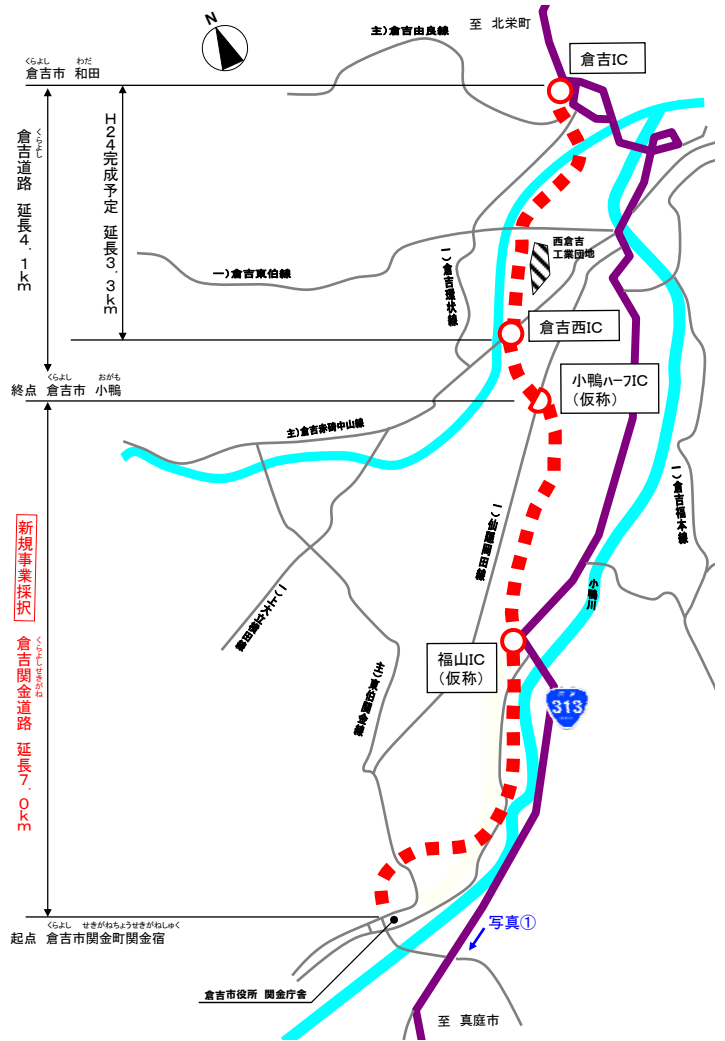 N
至 北栄町
主)倉吉由良線
倉吉IC
くらよし わだ
倉吉市 和田
くらよし
倉吉道路 延長4.1km
H24完成予定 延長3.3km
西倉吉
工業団地
一)倉吉東伯線
一)倉吉環状線
倉吉西IC
小鴨ハーフIC
(仮称)
くらよし おがも
終点 倉吉市 小鴨
主)倉吉赤碕中山線
一)倉吉福本線
一)仙隠岡田線
小鴨川
新規事業採択
くらよしせきがね
倉吉関金道路 延長7.0km
福山IC
(仮称)
主)東伯関金線
313
くらよし せきがねちょうせきがねしゅく
起点 倉吉市関金町関金宿
写真①
倉吉市役所 関金庁舎
至 真庭市